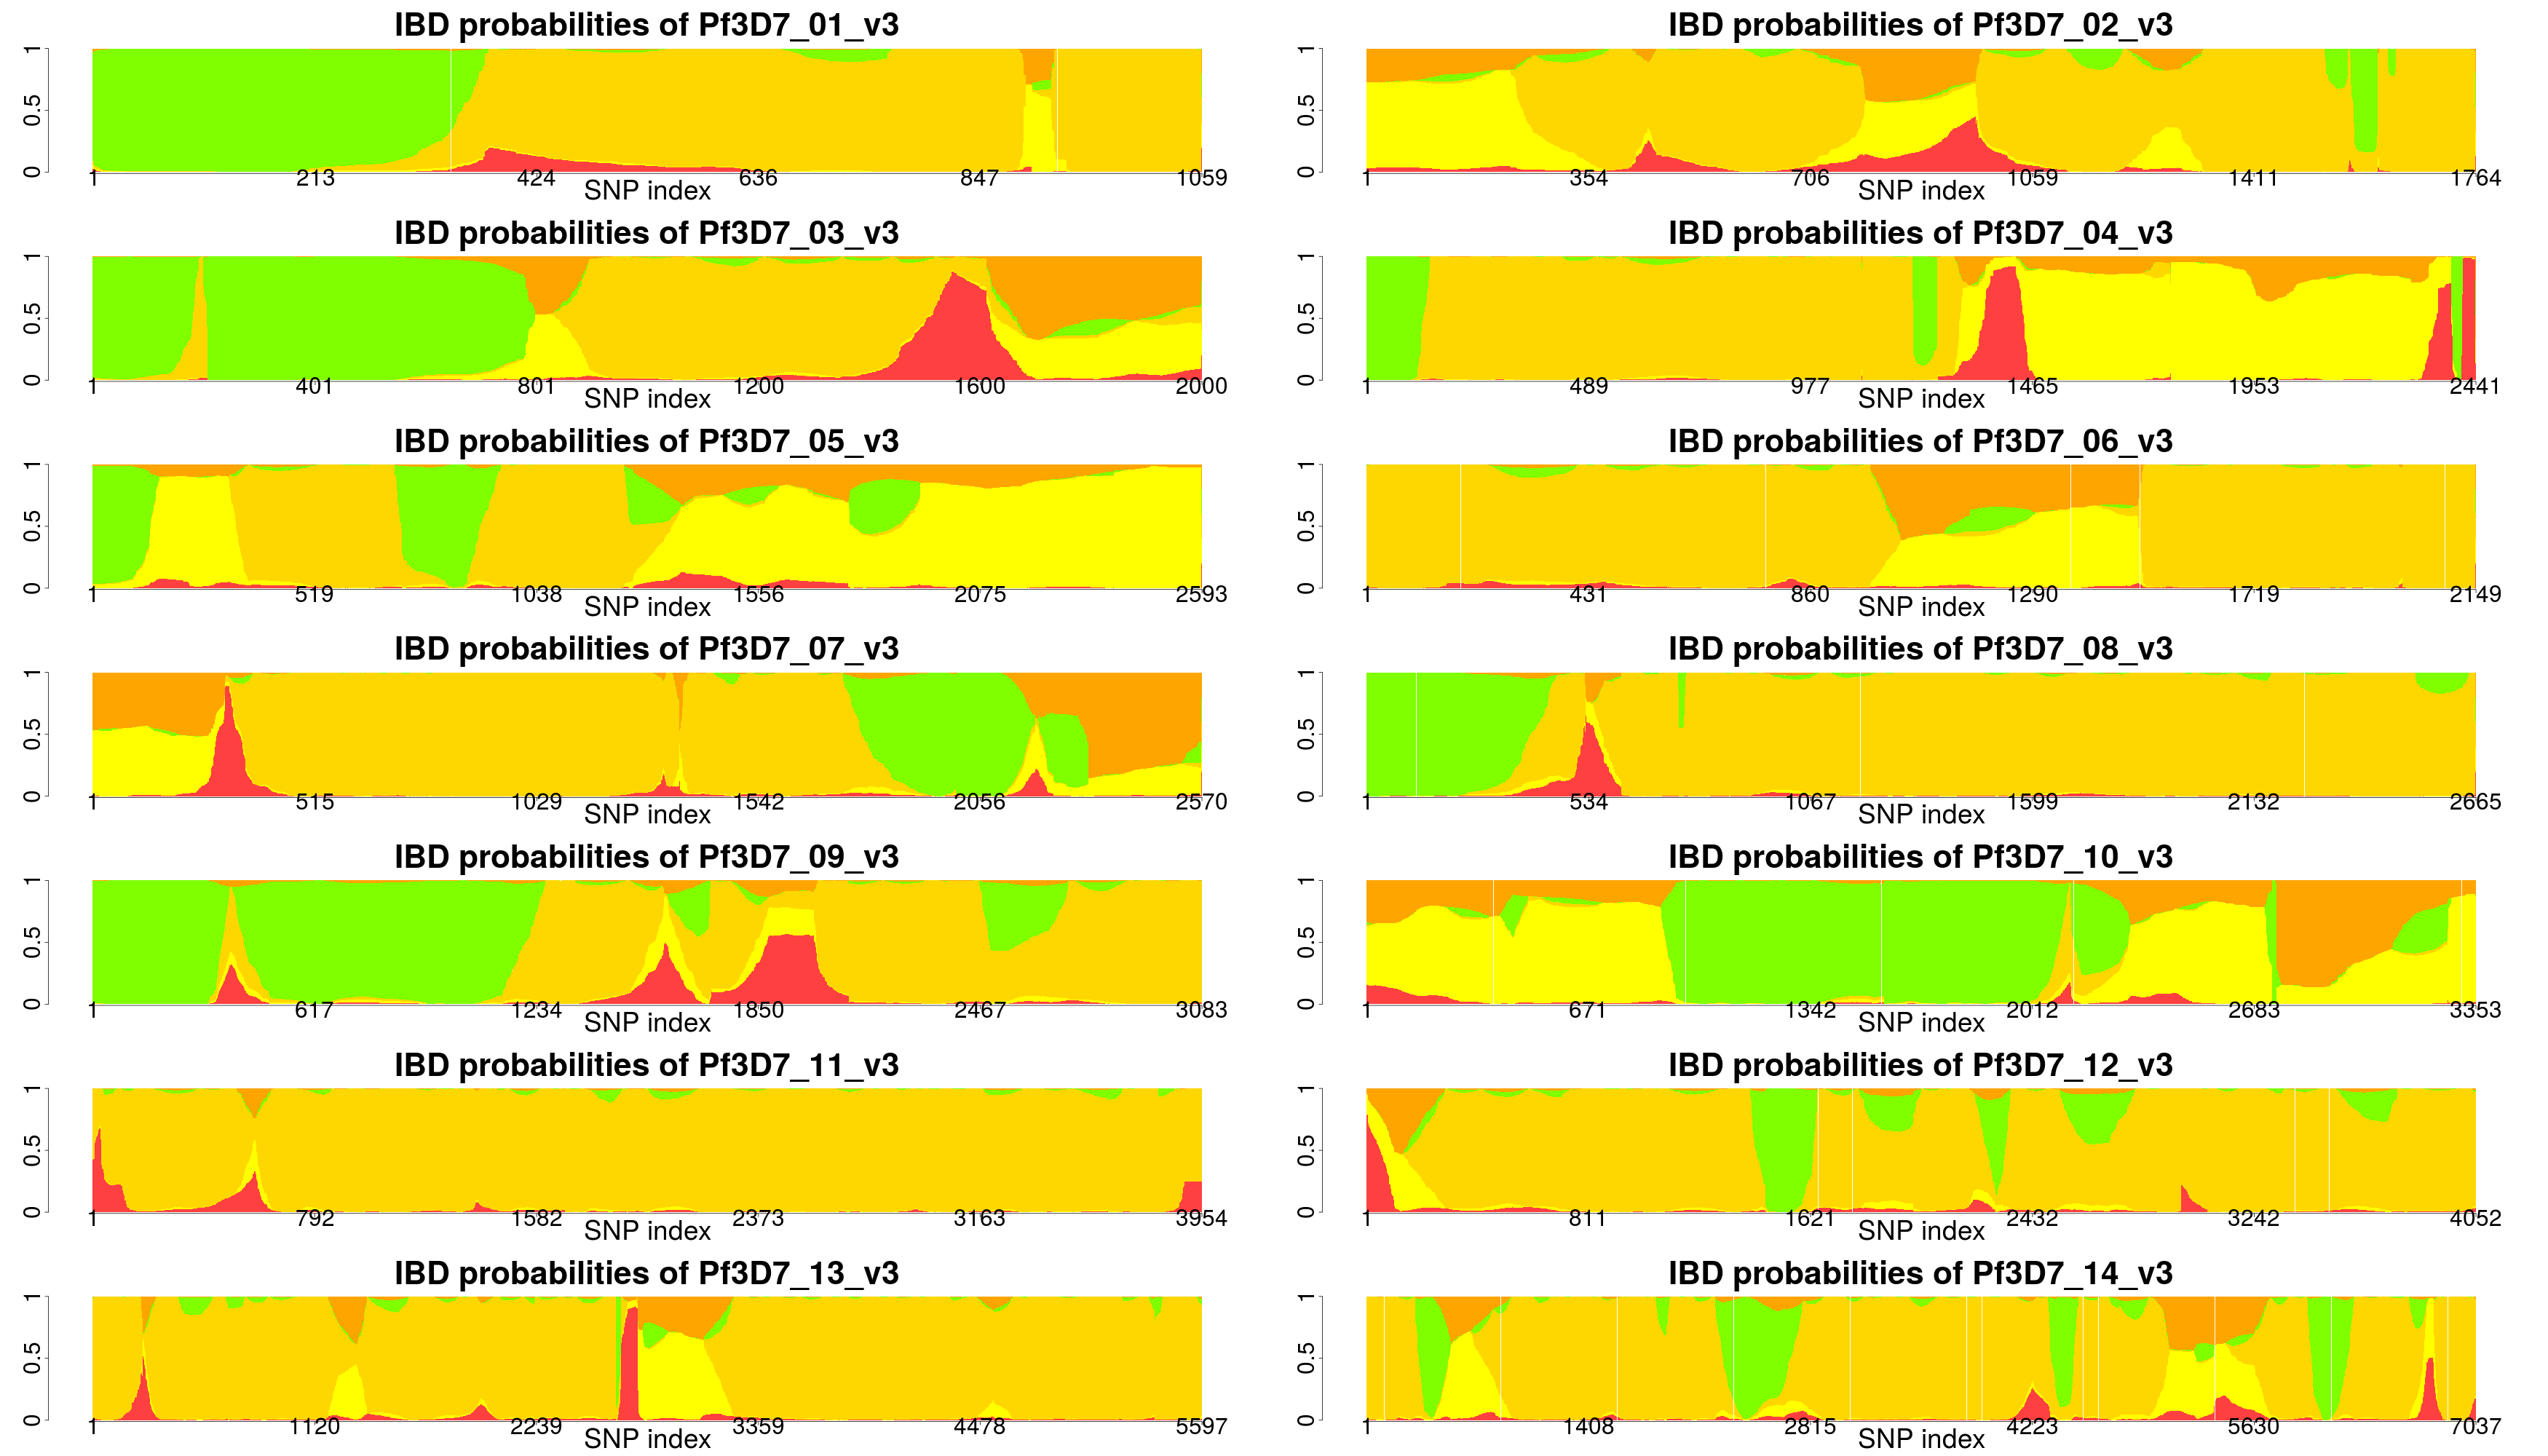 IBD probabilities of Pf3D7_01_v3
0 0.5 1
1 213 424 636 847 1059
SNP index
IBD probabilities of Pf3D7_02_v3
0 0.5 1
1 354 706 1059 1411 1764
SNP index
IBD probabilities of Pf3D7_03_v3
0 0.5 1
1 401 801 1200 1600 2000
SNP index
IBD probabilities of Pf3D7_04_v3
0 0.5 1
1 489 977 1465 1953 2441
SNP index
IBD probabilities of Pf3D7_05_v3
0 0.5 1
1 519 1038 1556 2075 2593
SNP index
IBD probabilities of Pf3D7_06_v3
0 0.5 1
1 431 860 1290 1719 2149
SNP index
IBD probabilities of Pf3D7_07_v3
0 0.5 1
1 515 1029 1542 2056 2570
SNP index
IBD probabilities of Pf3D7_08_v3
0 0.5 1
1 534 1067 1599 2132 2665
SNP index
IBD probabilities of Pf3D7_09_v3
0 0.5 1
1 617 1234 1850 2467 3083
SNP index
IBD probabilities of Pf3D7_10_v3
0 0.5 1
1 671 1342 2012 2683 3353
SNP index
IBD probabilities of Pf3D7_11_v3
0 0.5 1
1 792 1582 2373 3163 3954
SNP index
IBD probabilities of Pf3D7_12_v3
0 0.5 1
1 811 1621 2432 3242 4052
SNP index
IBD probabilities of Pf3D7_13_v3
0 0.5 1
1 1120 2239 3359 4478 5597
SNP index
IBD probabilities of Pf3D7_14_v3
0 0.5 1
1 1408 2815 4223 5630 7037
SNP index